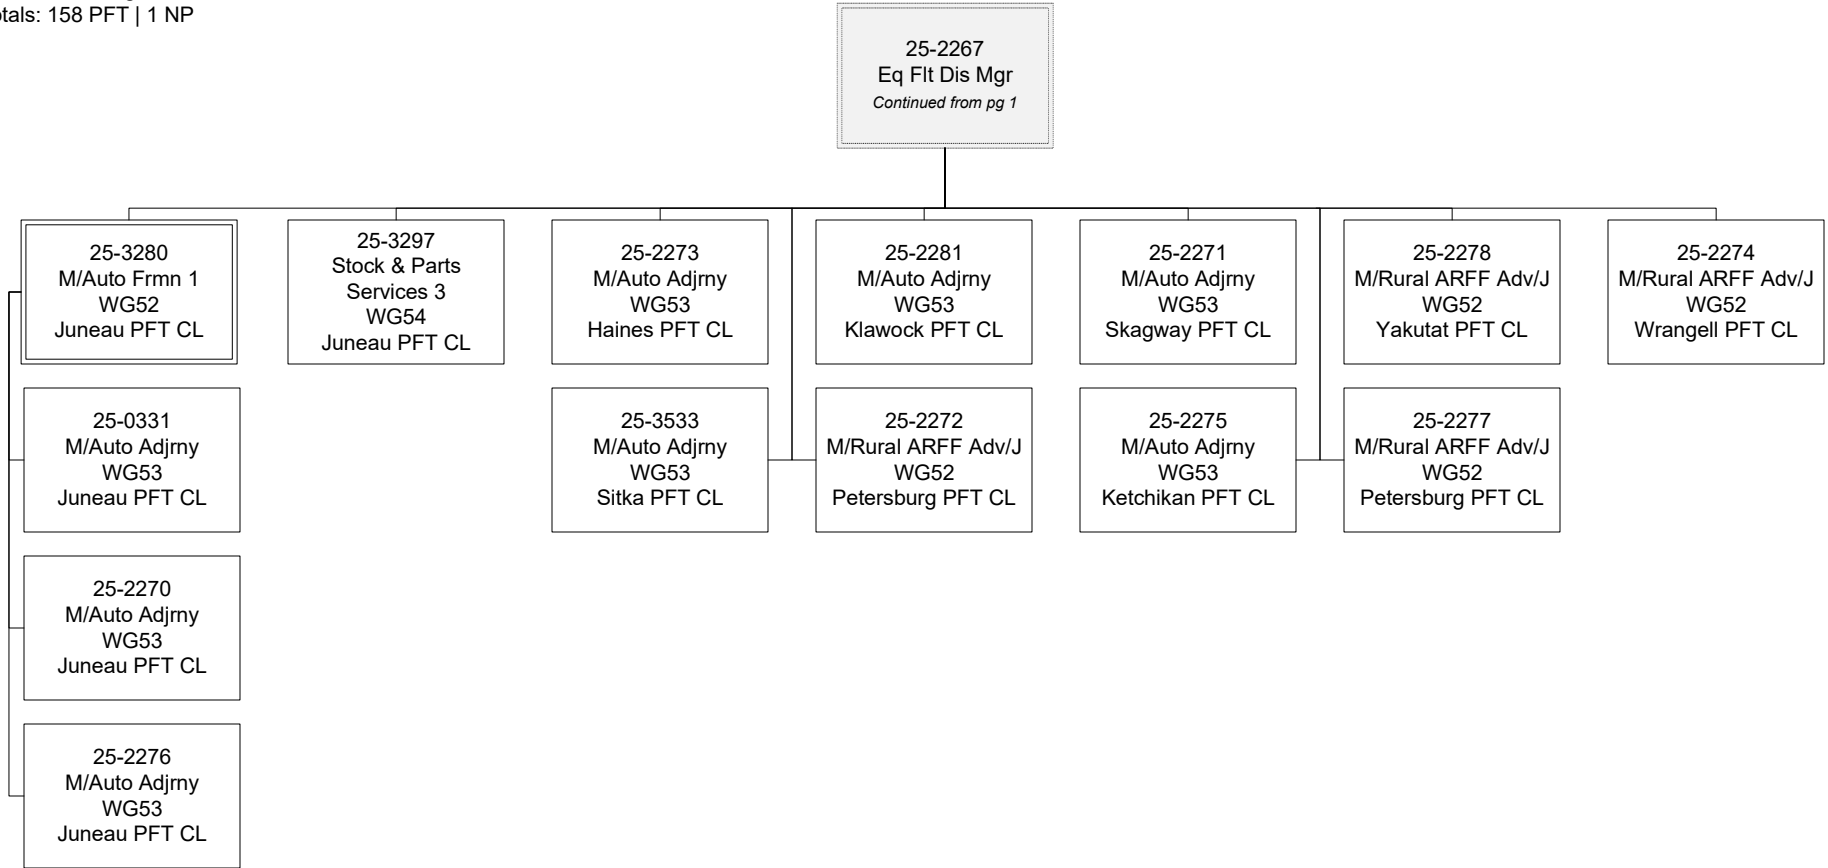 tals: 158 PFT | 1 NP
25-2267
Eq Flt Dis Mgr
Continued from pg 1
25-3280
M/Auto Frmn 1
WG52
Juneau PFT CL
25-3297
Stock & Parts
Services 3
WG54
Juneau PFT CL
25-2273
M/Auto Adjrny
WG53
Haines PFT CL
25-2281
M/Auto Adjrny
WG53
Klawock PFT CL
25-2271
M/Auto Adjrny
WG53
Skagway PFT CL
25-2278
M/Rural ARFF Adv/J
WG52
Yakutat PFT CL
25-2274
M/Rural ARFF Adv/J
WG52
Wrangell PFT CL
25-0331
M/Auto Adjrny
WG53
Juneau PFT CL
25-3533
M/Auto Adjrny
WG53
Sitka PFT CL
25-2272
M/Rural ARFF Adv/J
WG52
Petersburg PFT CL
25-2275
M/Auto Adjrny
WG53
Ketchikan PFT CL
25-2277
M/Rural ARFF Adv/J
WG52
Petersburg PFT CL
25-2270
M/Auto Adjrny
WG53
Juneau PFT CL
25-2276
M/Auto Adjrny
WG53
Juneau PFT CL